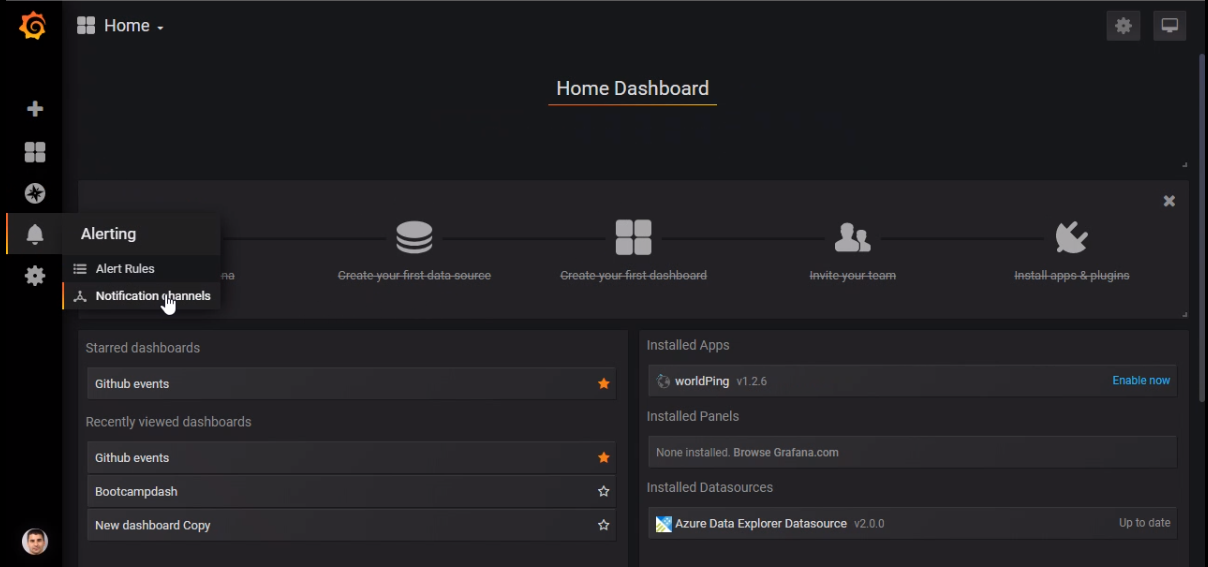 Home
Home Dashboard
Alerting
Alert Rules
Notification channels
Create your first data source
Create your first dashboard
Invite your team
Install apps & plugins
Starred dashboards
Github events
Recently viewed dashboards
Github events
Bootcampdash
New dashboard Copy
Installed Apps
worldPing v1.2.6 Enable now
Installed Panels
None installed. Browse Grafana.com
Installed Datasources
Azure Data Explorer Datasource v2.0.0 Up to date